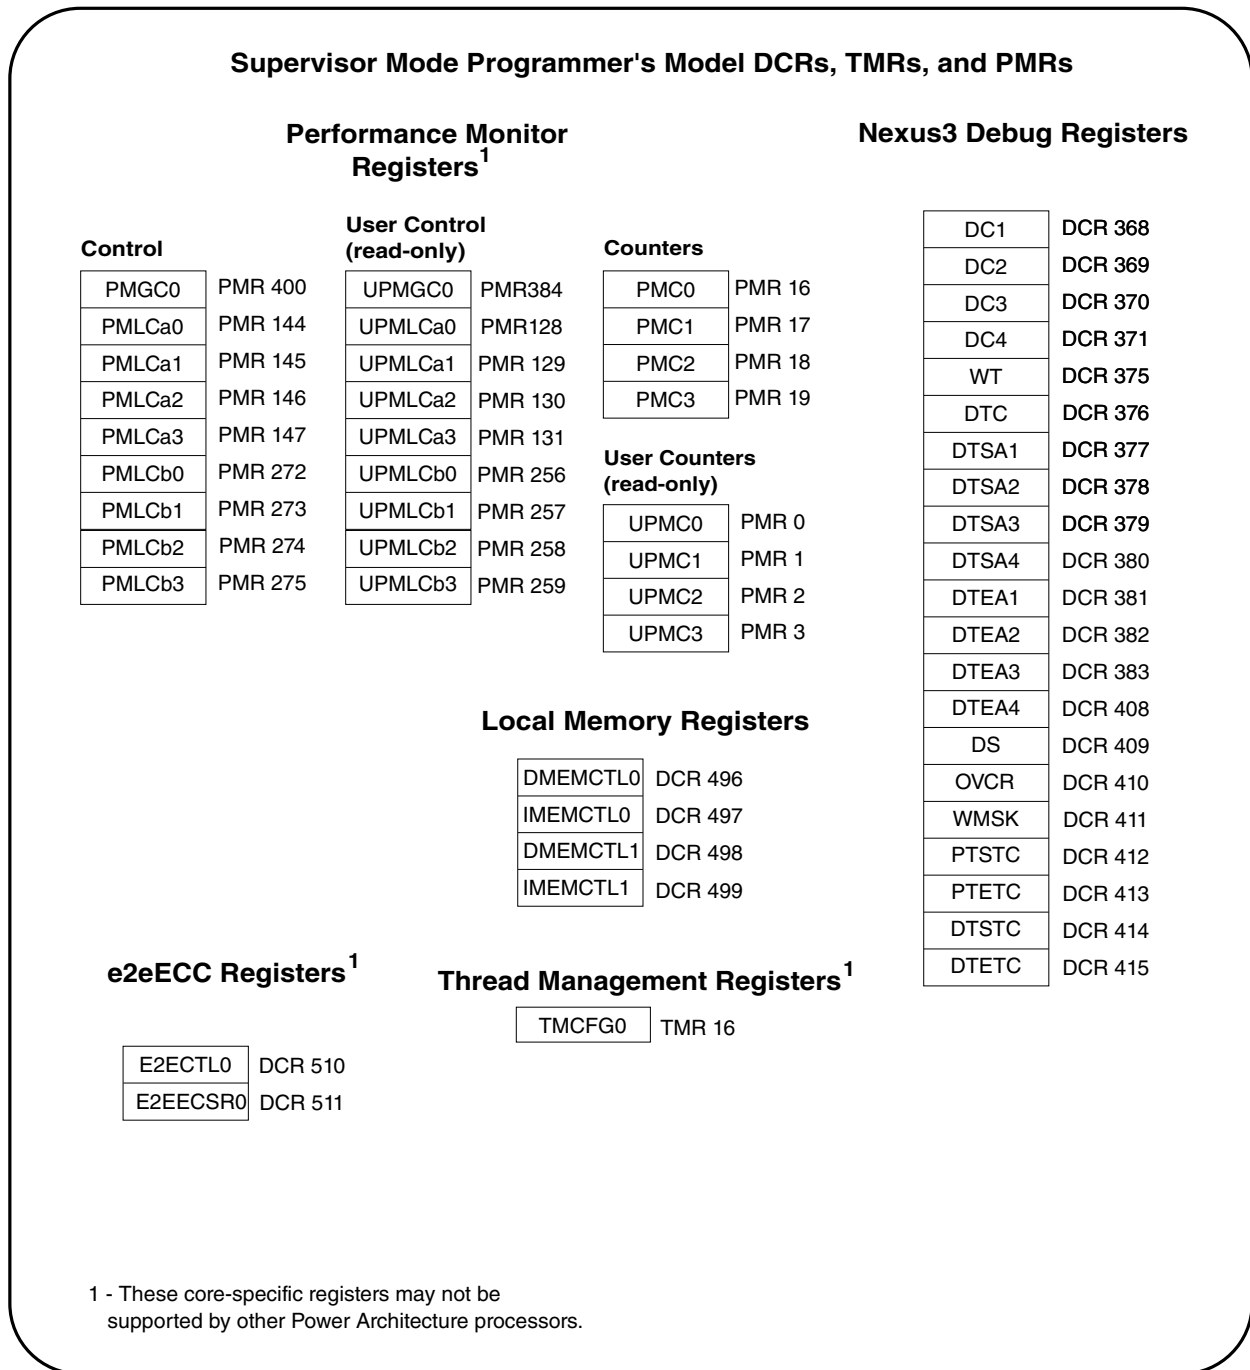 Supervisor Mode Programmer's Model DCRs, TMRs, and PMRs
Performance Monitor
Registers1
Control
PMGC0 PMR 400
PMLCa0 PMR 144
PMLCa1 PMR 145
PMLCa2 PMR 146
PMLCa3 PMR 147
PMLCb0 PMR 272
PMLCb1 PMR 273
PMLCb2 PMR 274
PMLCb3 PMR 275
User Control
(read-only)
UPMGC0 PMR384
UPMLCa0 PMR128
UPMLCa1 PMR 129
UPMLCa2 PMR 130
UPMLCa3 PMR 131
UPMLCb0 PMR 256
UPMLCb1 PMR 257
UPMLCb2 PMR 258
UPMLCb3 PMR 259
Counters
PMC0 PMR 16
PMC1 PMR 17
PMC2 PMR 18
PMC3 PMR 19
User Counters
(read-only)
UPMC0 PMR 0
UPMC1 PMR 1
UPMC2 PMR 2
UPMC3 PMR 3
Nexus3 Debug Registers
DC1 DCR 368
DC2 DCR 369
DC3 DCR 370
DC4 DCR 371
WT DCR 375
DTC DCR 376
DTSA1 DCR 377
DTSA2 DCR 378
DTSA3 DCR 379
DTSA4 DCR 380
DTEA1 DCR 381
DTEA2 DCR 382
DTEA3 DCR 383
DTEA4 DCR 408
DS DCR 409
OVCR DCR 410
WMSK DCR 411
PTSTC DCR 412
PTETC DCR 413
DTSTC DCR 414
DTETC DCR 415
Local Memory Registers
DMEMCTL0 DCR 496
IMEMCTL0 DCR 497
DMEMCTL1 DCR 498
IMEMCTL1 DCR 499
e2eECC Registers1
E2ECTL0 DCR 510
E2EECSR0 DCR 511
Thread Management Registers1
TMCFG0 TMR 16
1 - These core-specific registers may not be
supported by other Power Architecture processors.